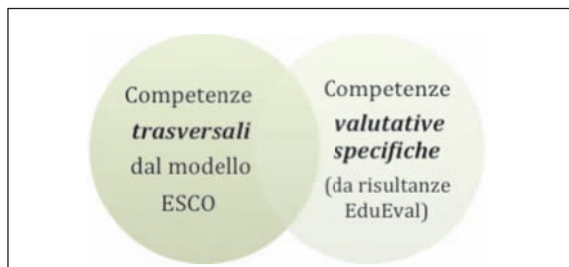 Competenze
trasversali
dal modello
ESCO
Competenze
valutative
specifiche
(da risultanze
EduEval)